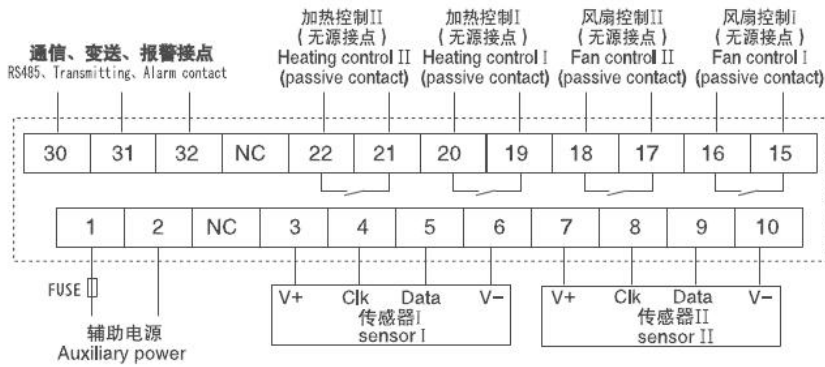 加热控制II 加热控制I 风扇控制II 风扇控制I
（无源接点） （无源接点） （无源接点） （无源接点）
通信、变送、报警接点 Heating control II Heating control I Fan control II Fan control I
RS485、Transmitting、Alarm contact (passive contact) (passive contact) (passive contact) (passive contact)
30 31 32 NC 22 21 20 19 18 17 16 15
1 2 NC 3 4 5 6 7 8 9 10
FUSE V+ Clk Data V− V+ Clk Data V−
辅助电源 传感器I 传感器II
Auxiliary power sensor I sensor II